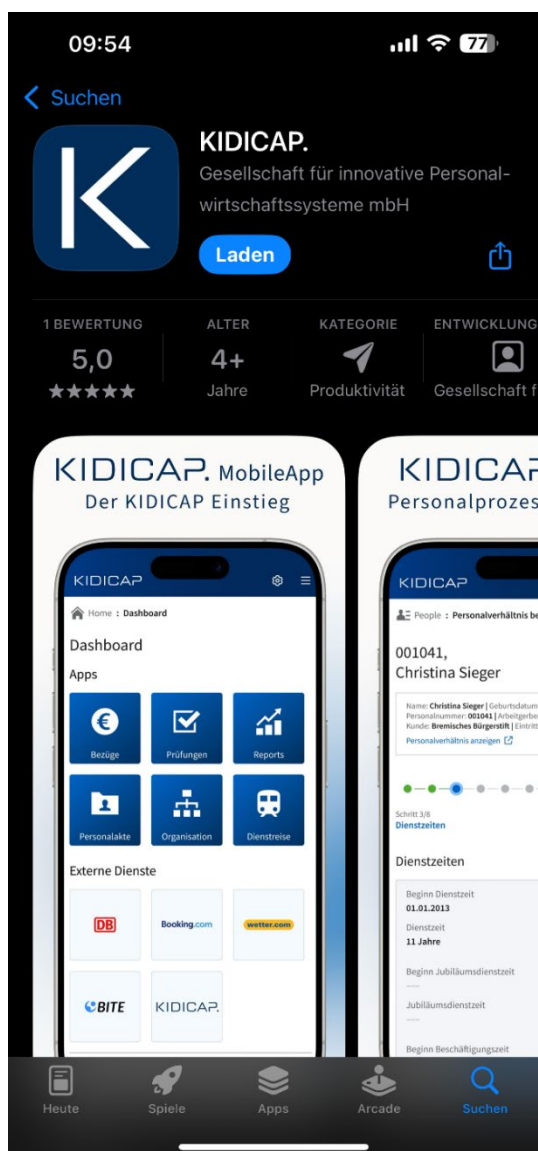 09:54
77
Suchen
KIDICAP.
Gesellschaft für innovative Personal-
wirtschaftssysteme mbH
Laden
1 BEWERTUNG
5,0
ALTER
4+
Jahre
KATEGORIE
Produktivität
ENTWICKLUNG
Gesellschaft f
KIDICAP. MobileApp
Der KIDICAP Einstieg
KIDICAP
Home : Dashboard
Dashboard
Apps
Bezüge
Prüfungen
Reports
Personalakte
Organisation
Dienstreise
Externe Dienste
DB
Booking.com
wetter.com
BITE
KIDICAP.
KIDICAP
Personalprozes
KIDICAP
People : Personalverhältnis be
001041,
Christina Sieger
Name: Christina Sieger | Geburtsdatum
Personalnummer: 001041 | Arbeitgeber
Kunde: Bremisches Bürgerstift | Eintritt
Personalverhältnis anzeigen
Schritt 3/8
Dienstzeiten
Dienstzeiten
Beginn Dienstzeit
01.01.2013
Dienstzeit
11 Jahre
Beginn Jubiläumsdienstzeit
---
Jubiläumsdienstzeit
---
Beginn Beschäftigungszeit
Heute
Spiele
Apps
Arcade
Suchen